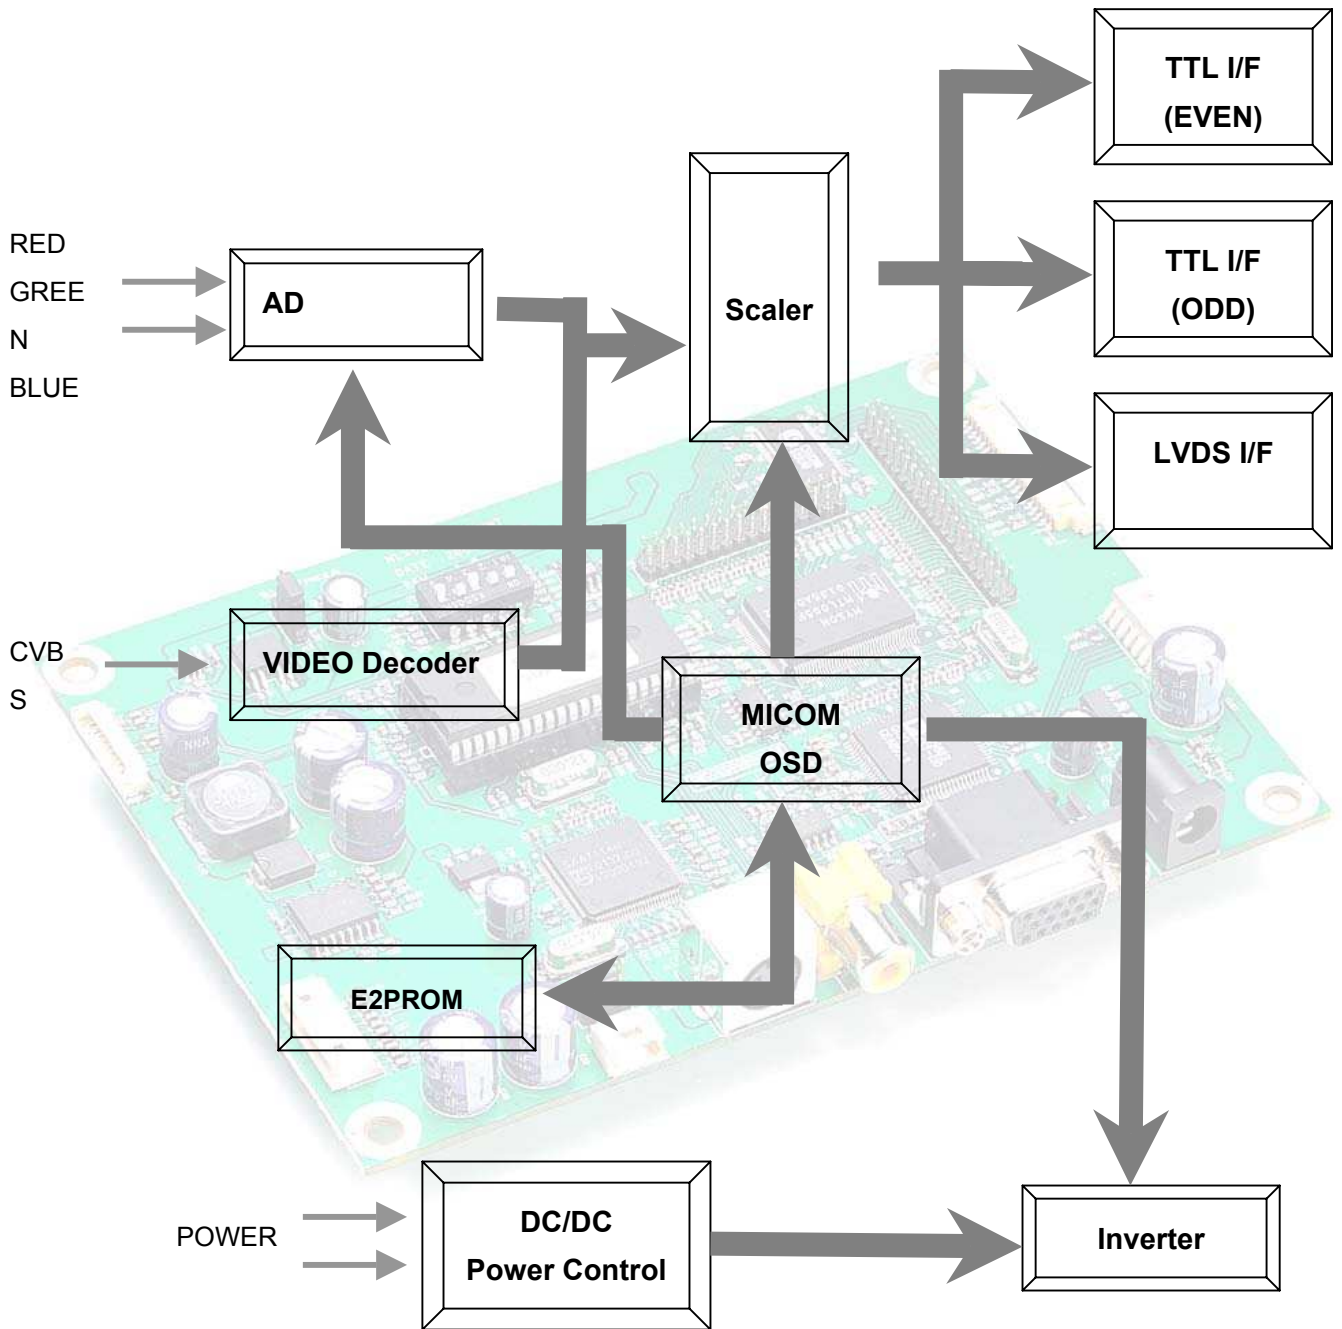 TTL I/F
(EVEN)
RED
GREE
N
BLUE
AD
Scaler
TTL I/F
(ODD)
LVDS I/F
CVB
S
VIDEO Decoder
MICOM
OSD
E2PROM
POWER
DC/DC
Power Control
Inverter